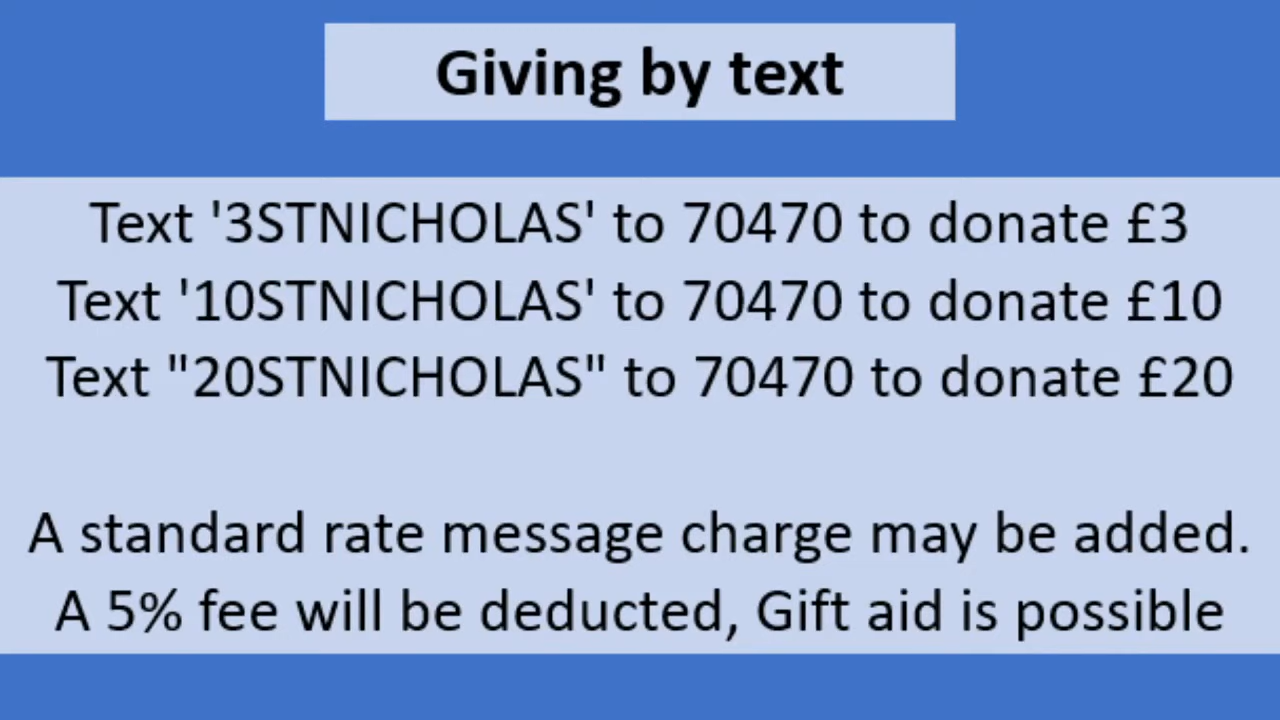 Giving by text
Text '3STNICHOLAS' to 70470 to donate £3
Text '10STNICHOLAS' to 70470 to donate £10
Text "20STNICHOLAS" to 70470 to donate £20
A standard rate message charge may be added.
A 5% fee will be deducted, Gift aid is possible